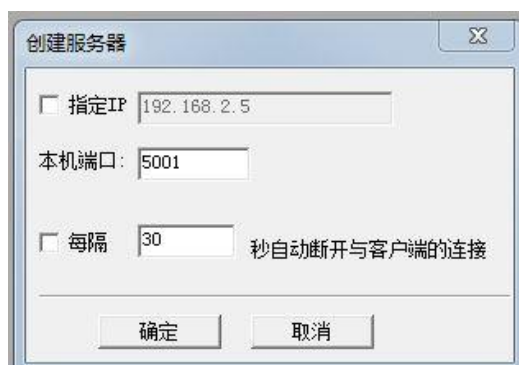 创建服务器
指定IP 192.168.2.5
本机端口: 5001
每隔 30 秒自动断开与客户端的连接
确定 取消